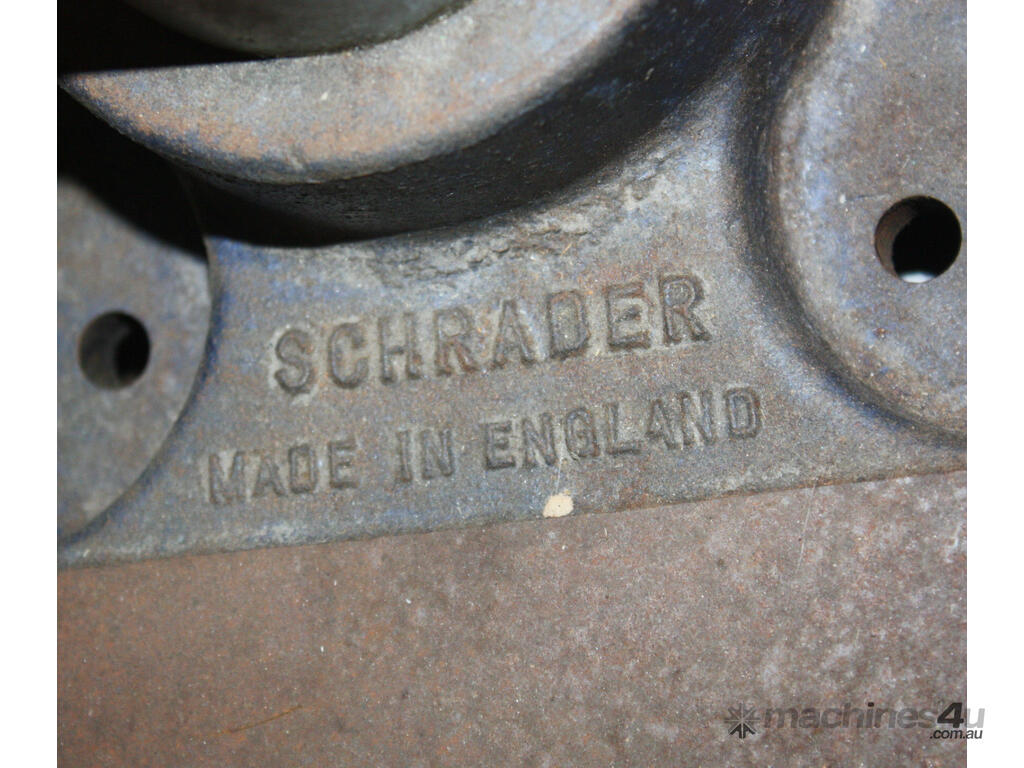 SCHRADER
MADE IN ENGLAND
machines4u
.com.au